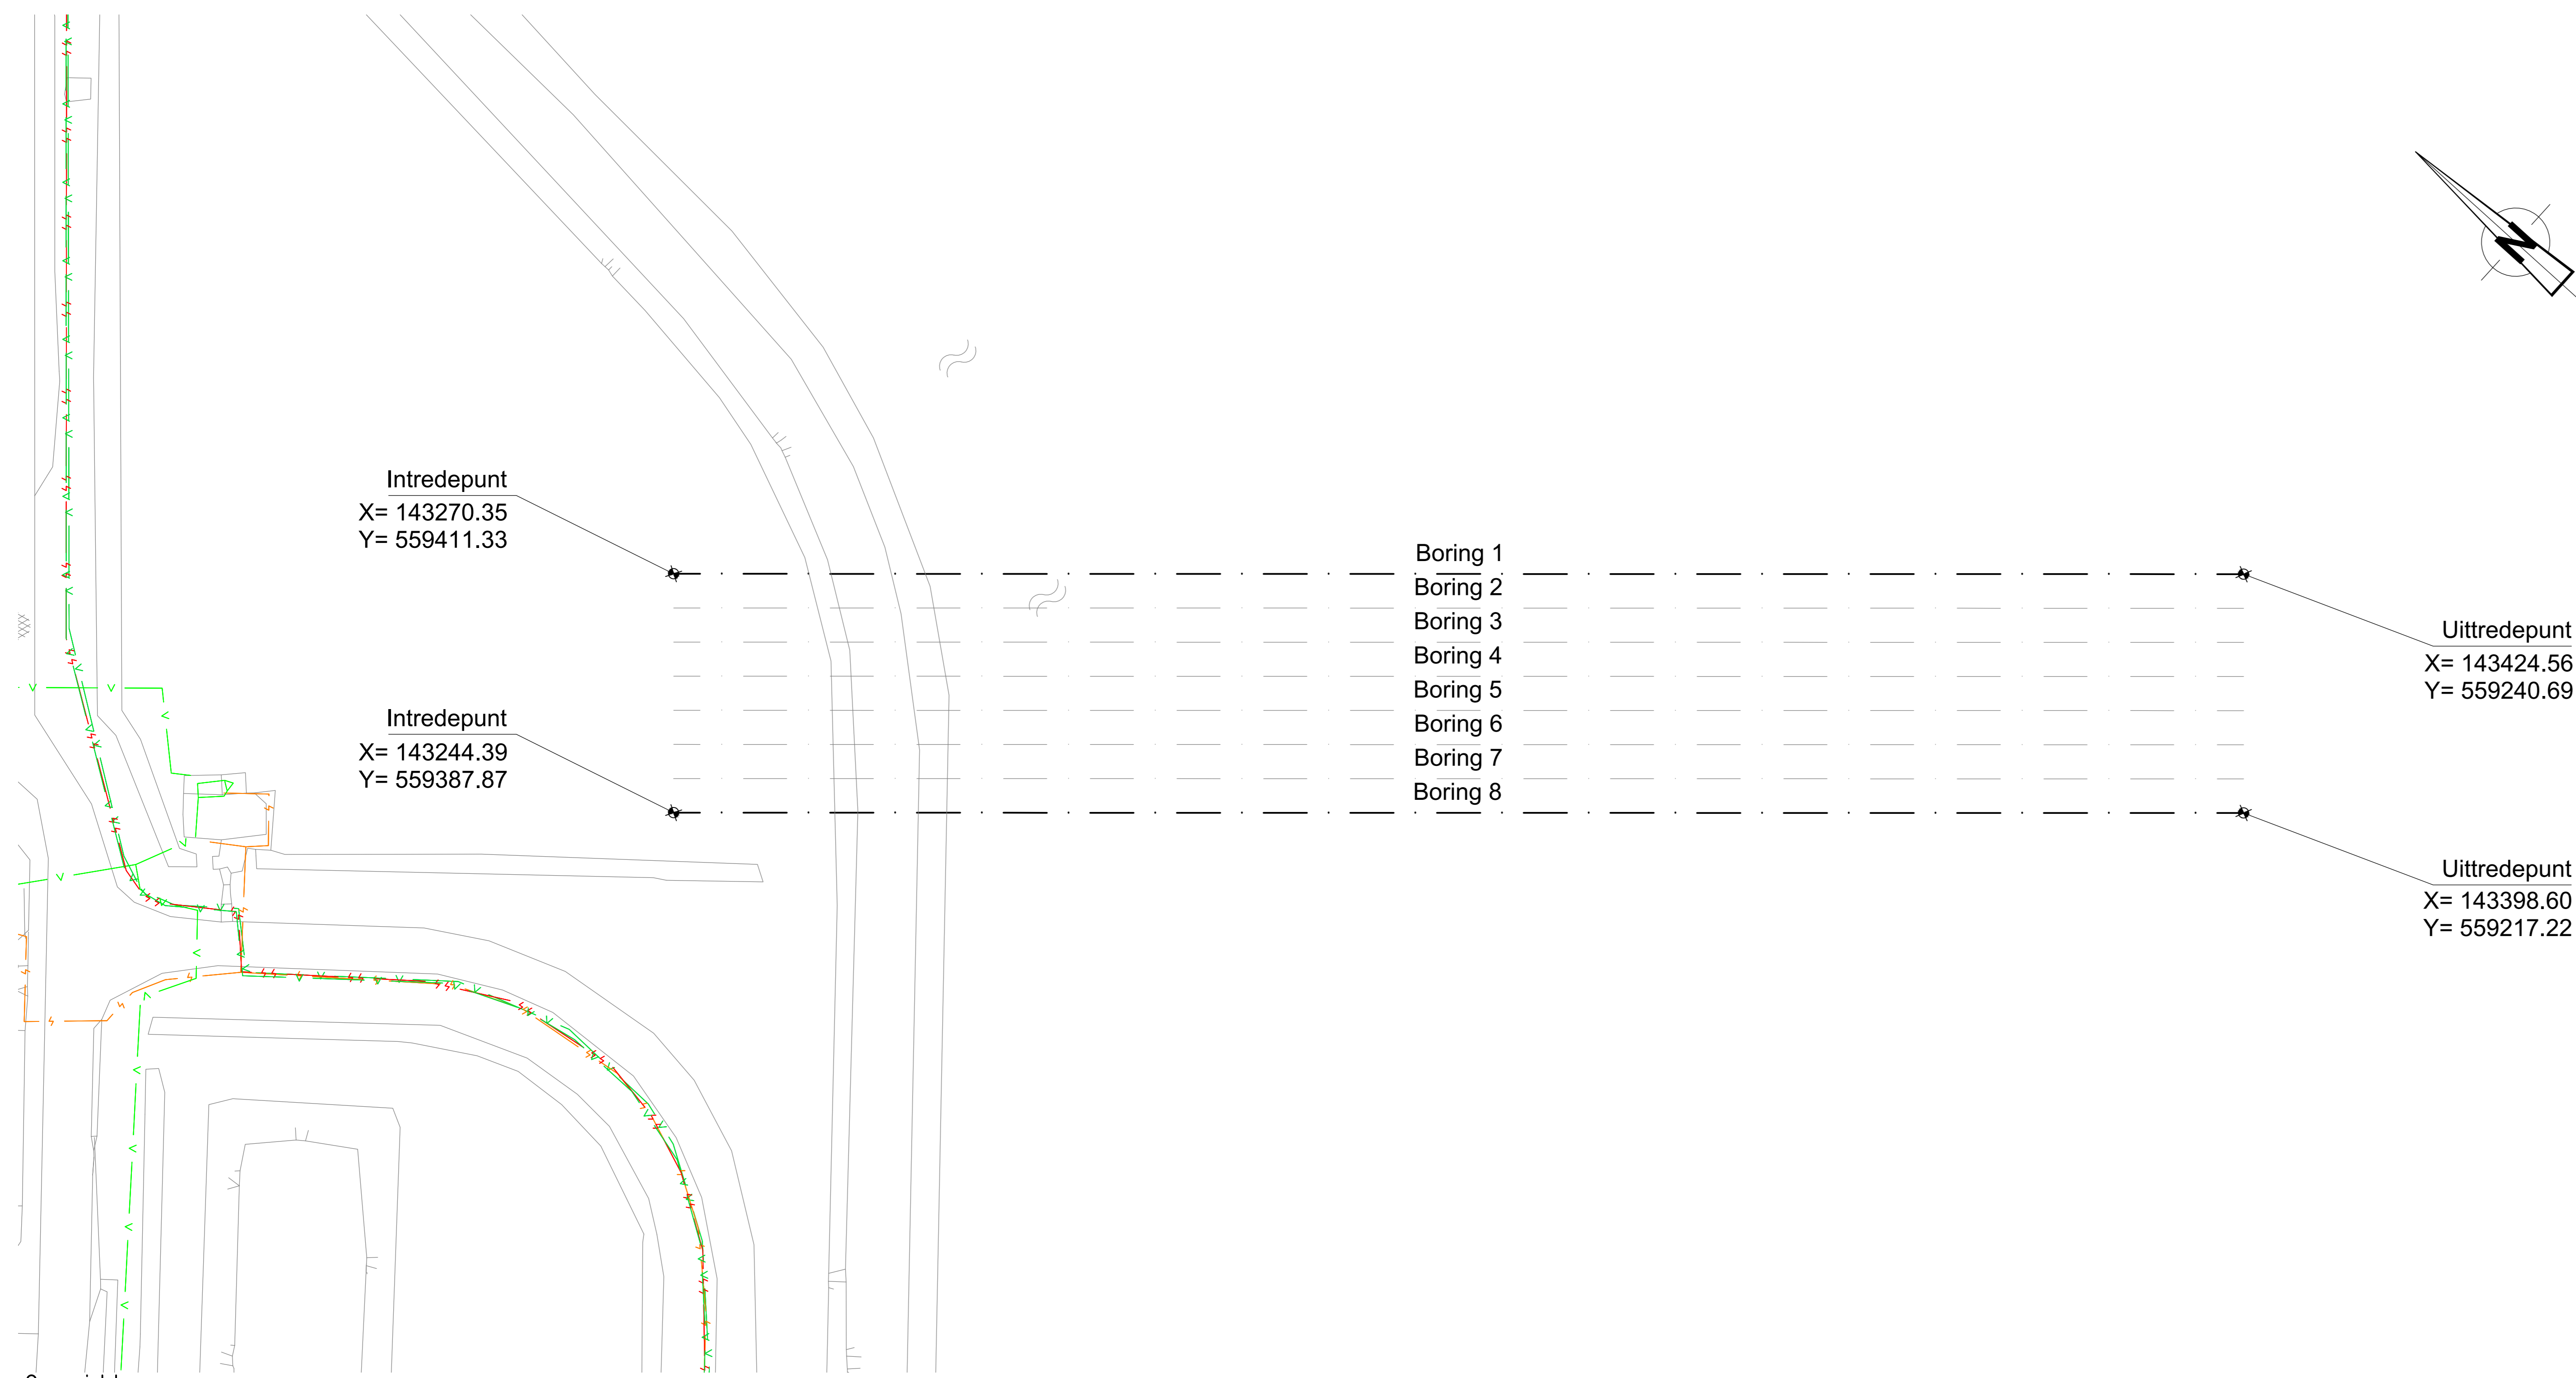 N
Intredepunt
X= 143270.35
Y= 559411.33
Boring 1
Boring 2
Boring 3
Boring 4
Boring 5
Boring 6
Boring 7
Boring 8
Uittredepunt
X= 143424.56
Y= 559240.69
Intredepunt
X= 143244.39
Y= 559387.87
Uittredepunt
X= 143398.60
Y= 559217.22